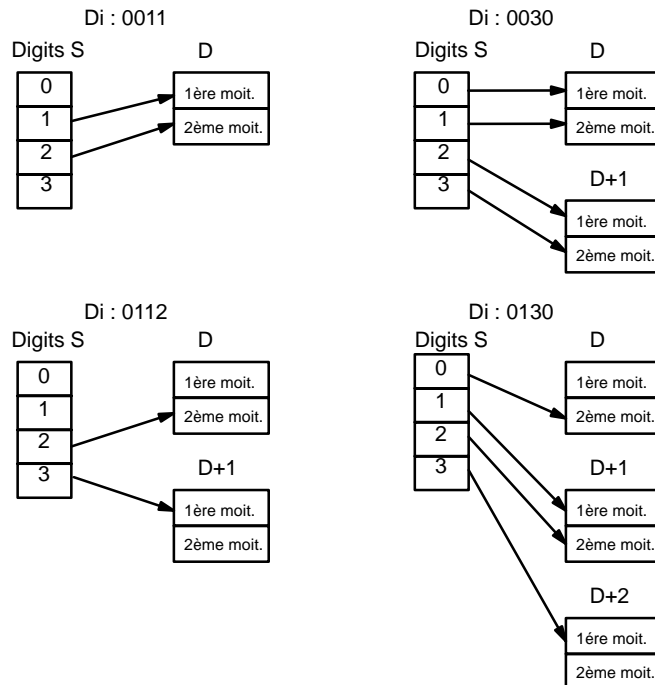 Di : 0011
Digits S
D
0
1
2
3
1ère moit.
2ème moit.
Di : 0030
Digits S
D
0
1
2
3
1ère moit.
2ème moit.
D+1
1ère moit.
2ème moit.
Di : 0112
Digits S
D
0
1
2
3
1ère moit.
2ème moit.
D+1
1ère moit.
2ème moit.
Di : 0130
Digits S
D
0
1
2
3
1ère moit.
2ème moit.
D+1
1ère moit.
2ème moit.
D+2
1ére moit.
2ème moit.